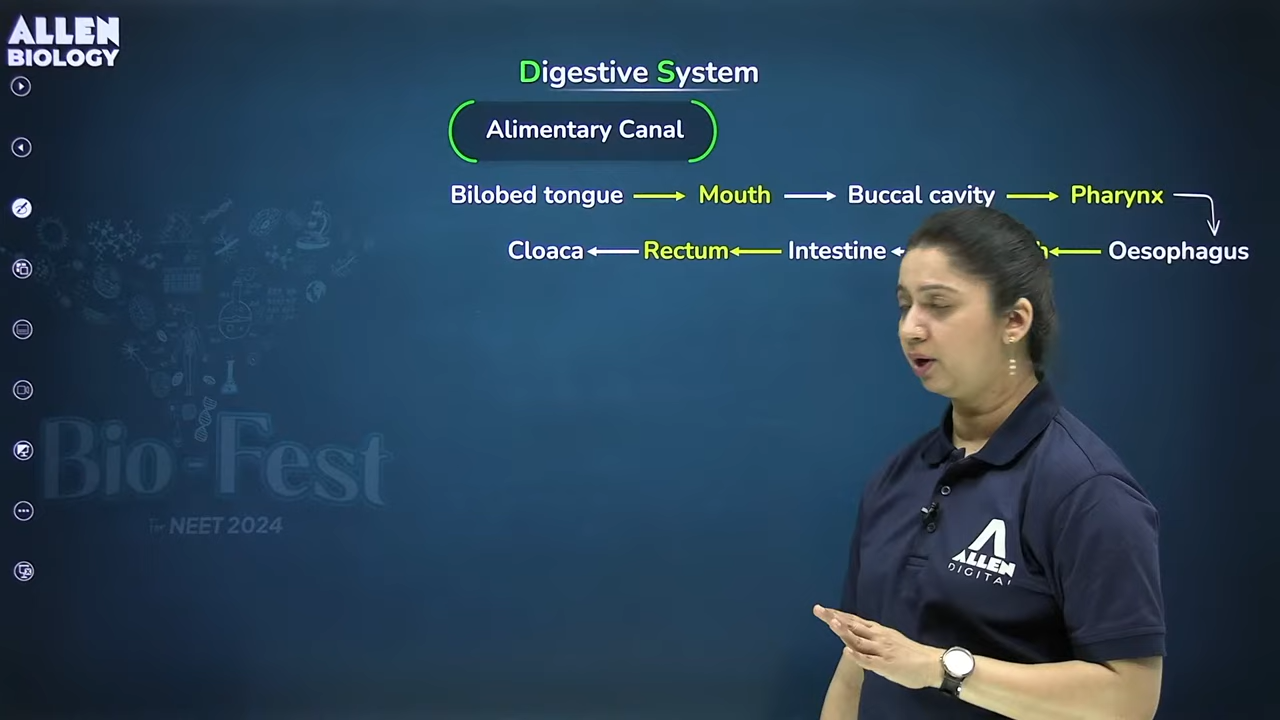 ALLEN
BIOLOGY
Digestive System
Alimentary Canal
Bilobed tongue Mouth Buccal cavity Pharynx
Cloaca Rectum Intestine Oesophagus
Bio-Fest
For NEET 2024
ALLEN
DIGITAL